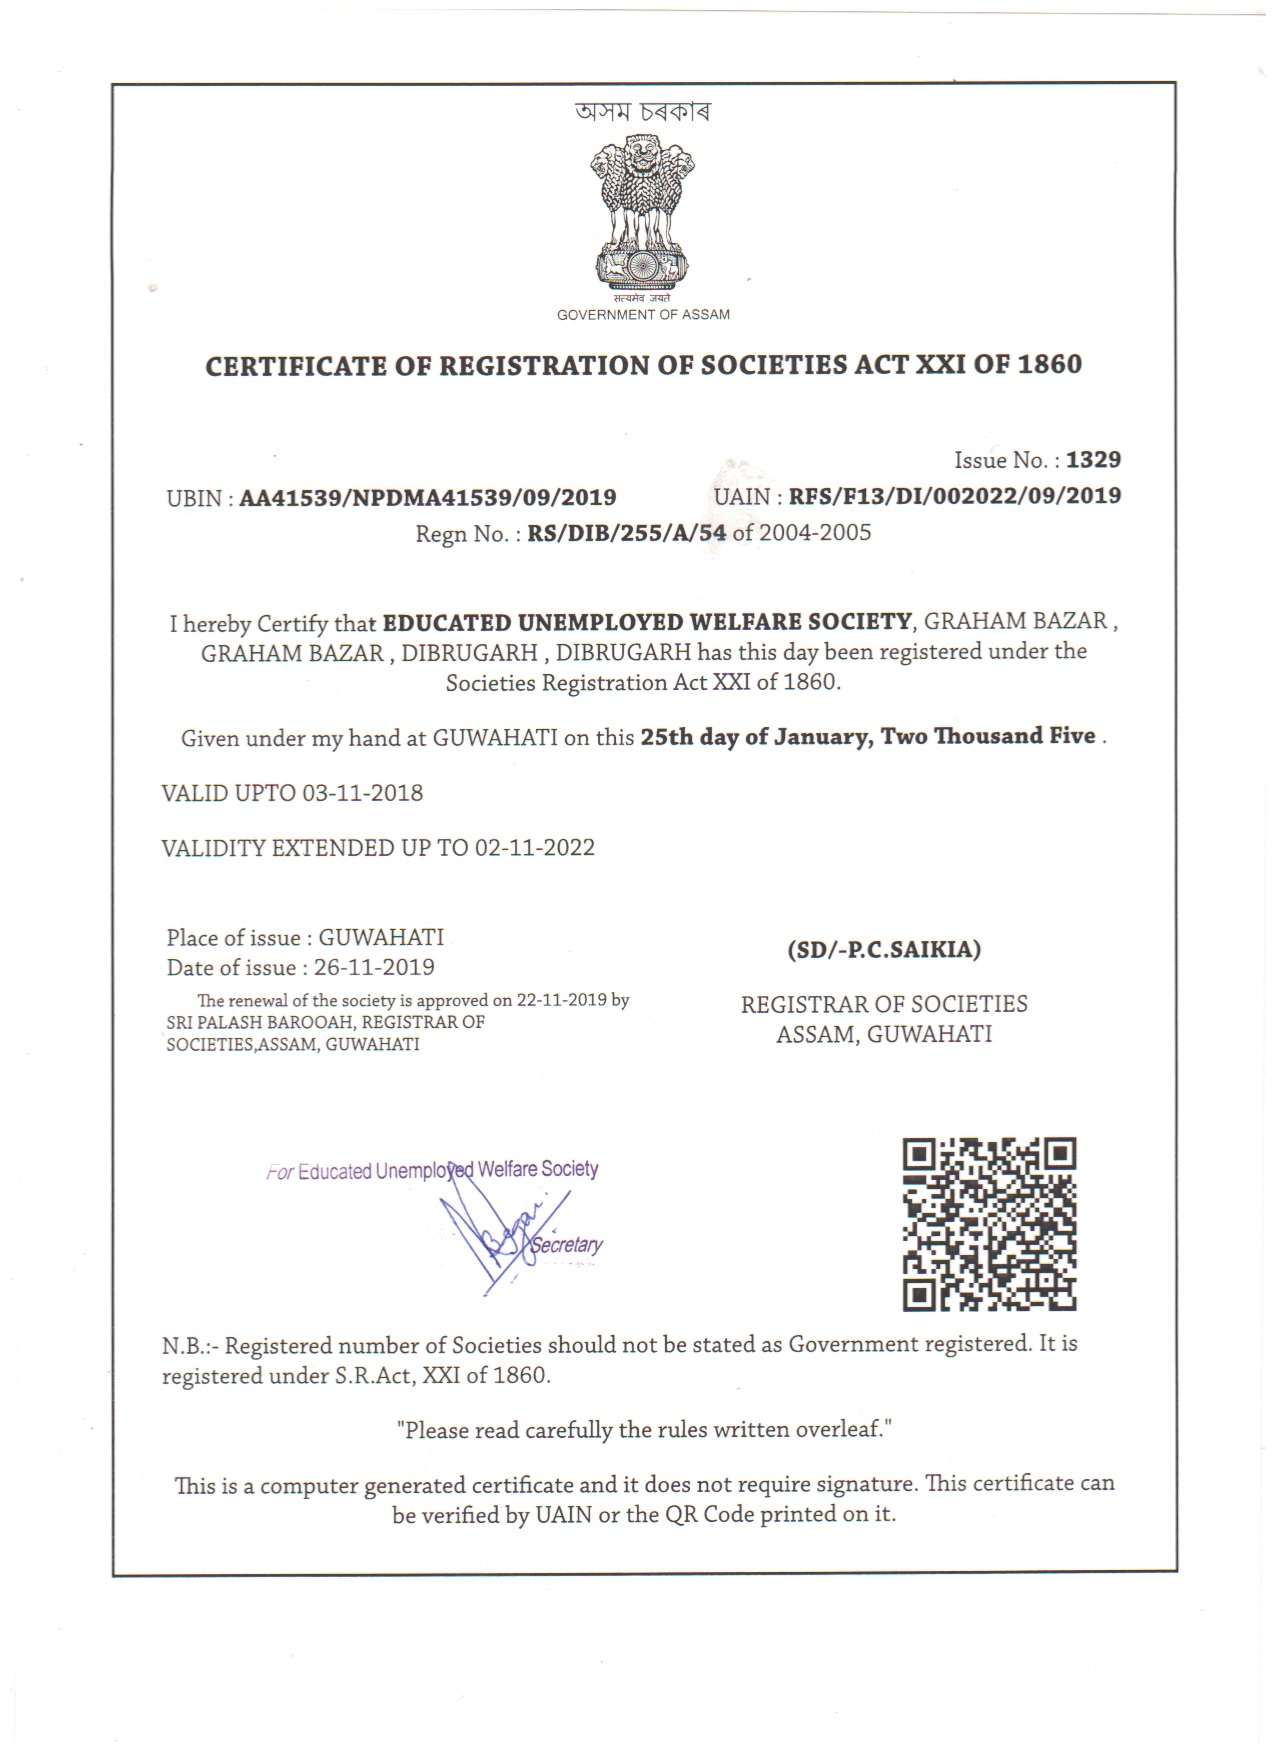 অসম চৰকাৰ
सत्यमेव जयते
GOVERNMENT OF ASSAM
CERTIFICATE OF REGISTRATION OF SOCIETIES ACT XXI OF 1860
Issue No. : 1329
UBIN : AA41539/NPDMA41539/09/2019 UAIN : RFS/F13/DI/002022/09/2019
Regn No. : RS/DIB/255/A/54 of 2004-2005
I hereby Certify that EDUCATED UNEMPLOYED WELFARE SOCIETY, GRAHAM BAZAR ,
GRAHAM BAZAR , DIBRUGARH , DIBRUGARH has this day been registered under the
Societies Registration Act XXI of 1860.
Given under my hand at GUWAHATI on this 25th day of January, Two Thousand Five .
VALID UPTO 03-11-2018
VALIDITY EXTENDED UP TO 02-11-2022
Place of issue : GUWAHATI
Date of issue : 26-11-2019
The renewal of the society is approved on 22-11-2019 by
SRI PALASH BAROOAH, REGISTRAR OF
SOCIETIES,ASSAM, GUWAHATI
(SD/-P.C.SAIKIA)
REGISTRAR OF SOCIETIES
ASSAM, GUWAHATI
For Educated Unemployed Welfare Society
Secretary
N.B.:- Registered number of Societies should not be stated as Government registered. It is
registered under S.R.Act, XXI of 1860.
"Please read carefully the rules written overleaf."
This is a computer generated certificate and it does not require signature. This certificate can
be verified by UAIN or the QR Code printed on it.